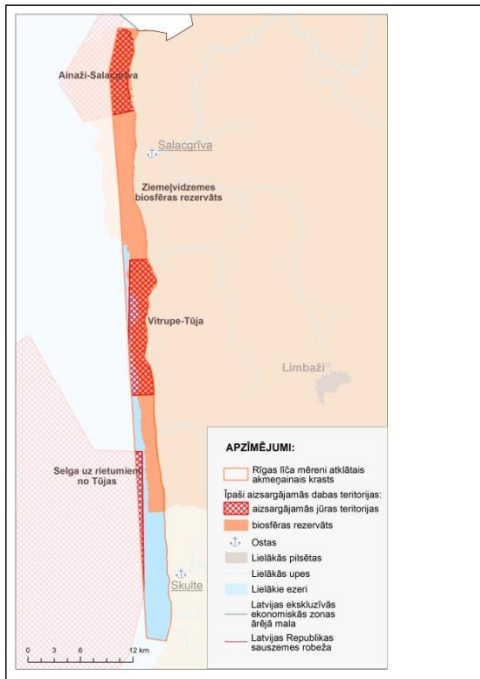 Ainaži-Salacgrīva
Salacgrīva
Ziemeļvidzemes
biosfēras rezervāts
Vitrupe-Tūja
Limbaži
Selga uz rietumiem
no Tūjas
Skulte
APZĪMĒJUMI:
Rīgas līča mēreni atklātais
akmeņainais krasts
Īpaši aizsargājamās dabas teritorijas:
aizsargājamās jūras teritorijas
biosfēras rezervāts
Ostas
Lielākās pilsētas
Lielākās upes
Lielākie ezeri
Latvijas ekskluzīvās
ekonomiskās zonas
ārējā mala
Latvijas Republikas
sauszemes robeža
0 3 6 12 km